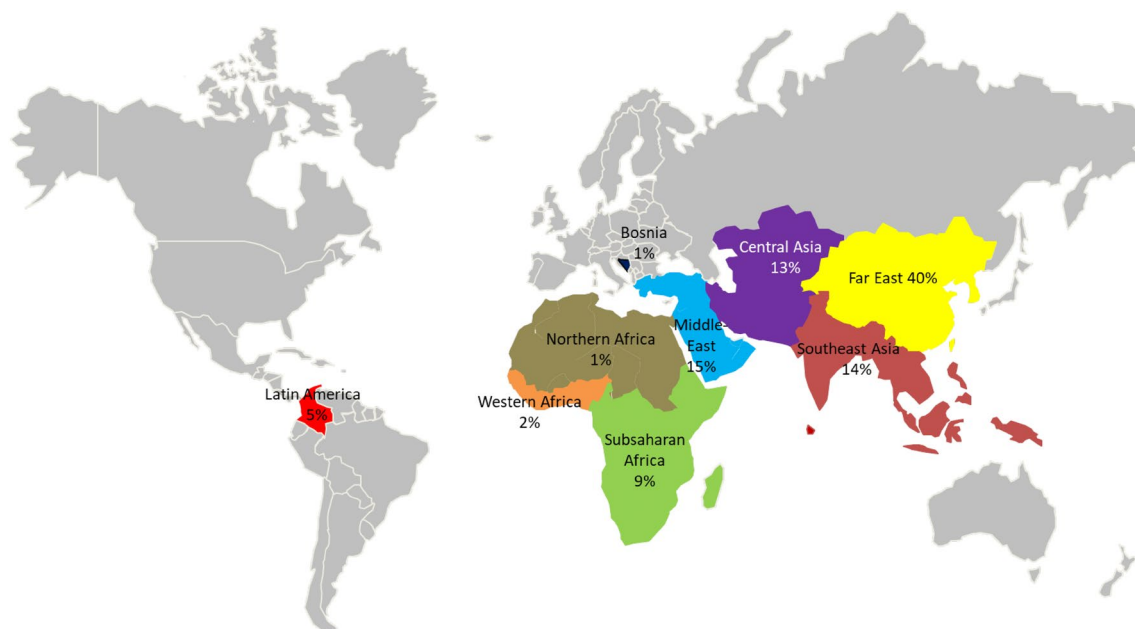 Bosnia
1%
Central Asia
13%
Far East 40%
Middle-
East
15%
Northern Africa
1%
Southeast Asia
14%
Latin America
5%
Western Africa
2%
Subsaharan
Africa
9%